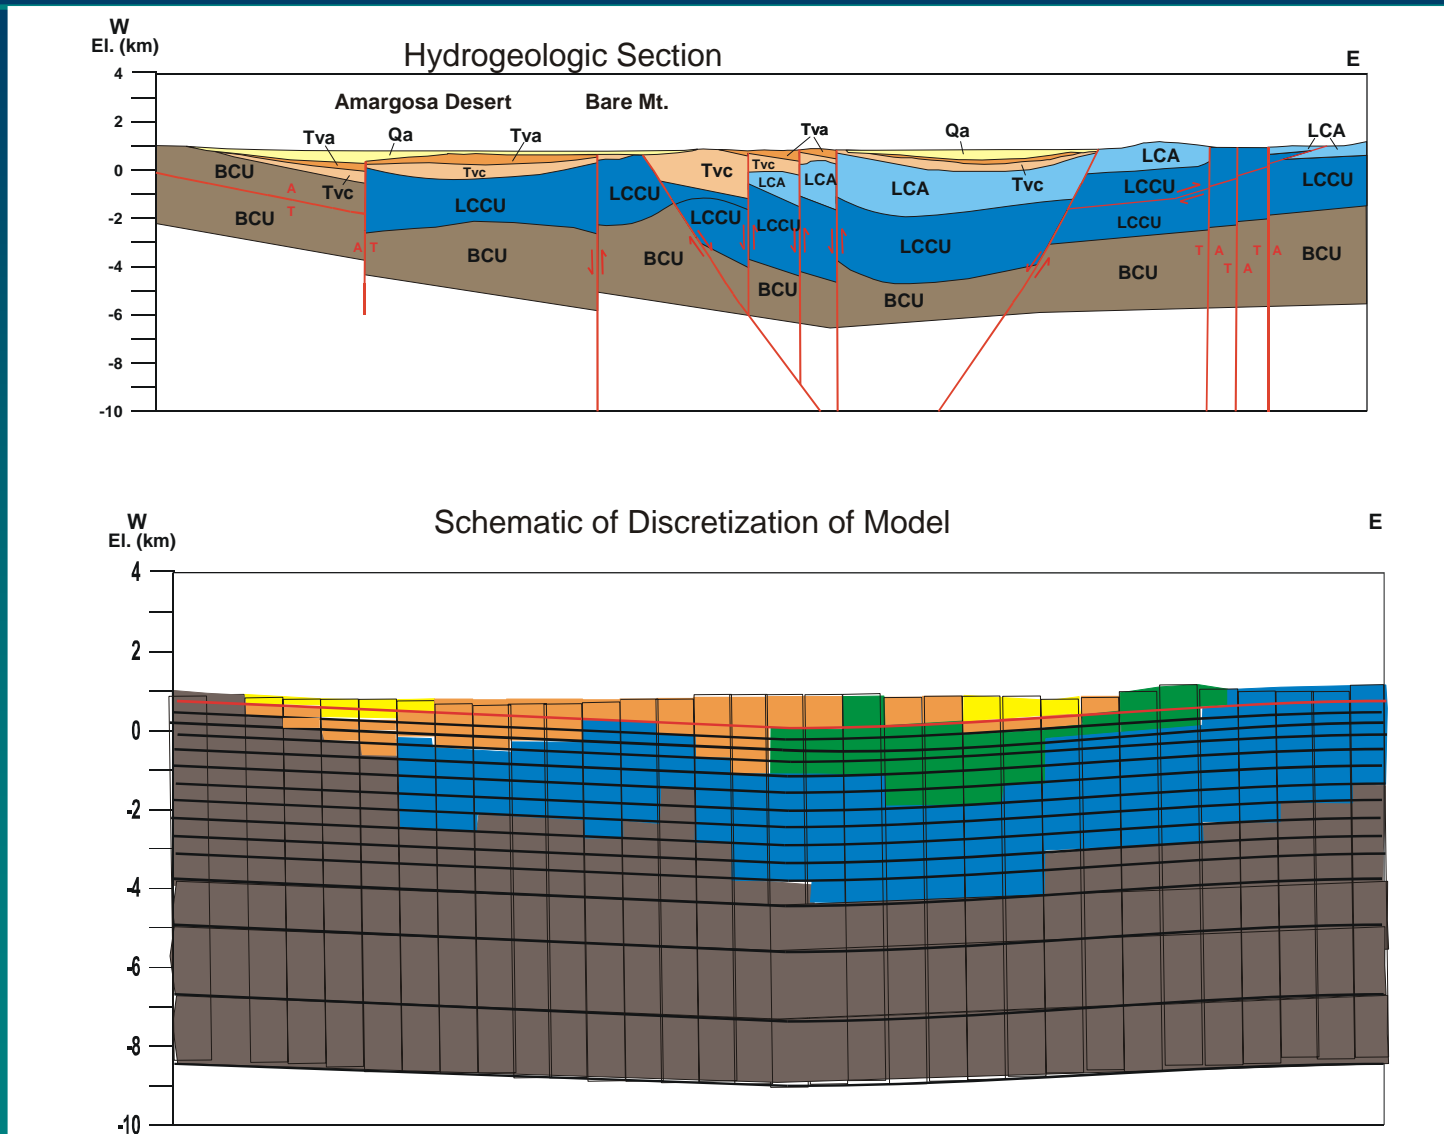 W
El. (km)
Hydrogeologic Section
E
4
2
0
-2
-4
-6
-8
-10
Amargosa Desert
Bare Mt.
Tva
Qa
Tva
Tva
Qa
LCA
BCU
A
T
BCU
Tvc
A T
Tvc
LCCU
BCU
LCCU
BCU
Tvc
LCCU
Tvc
LCA
LCCU
BCU
LCA
LCA
LCCU
BCU
Tvc
LCA
LCCU
LCCU
BCU
T A T A
T A
LCCU
BCU
W
El. (km)
Schematic of Discretization of Model
E
4
2
0
-2
-4
-6
-8
-10